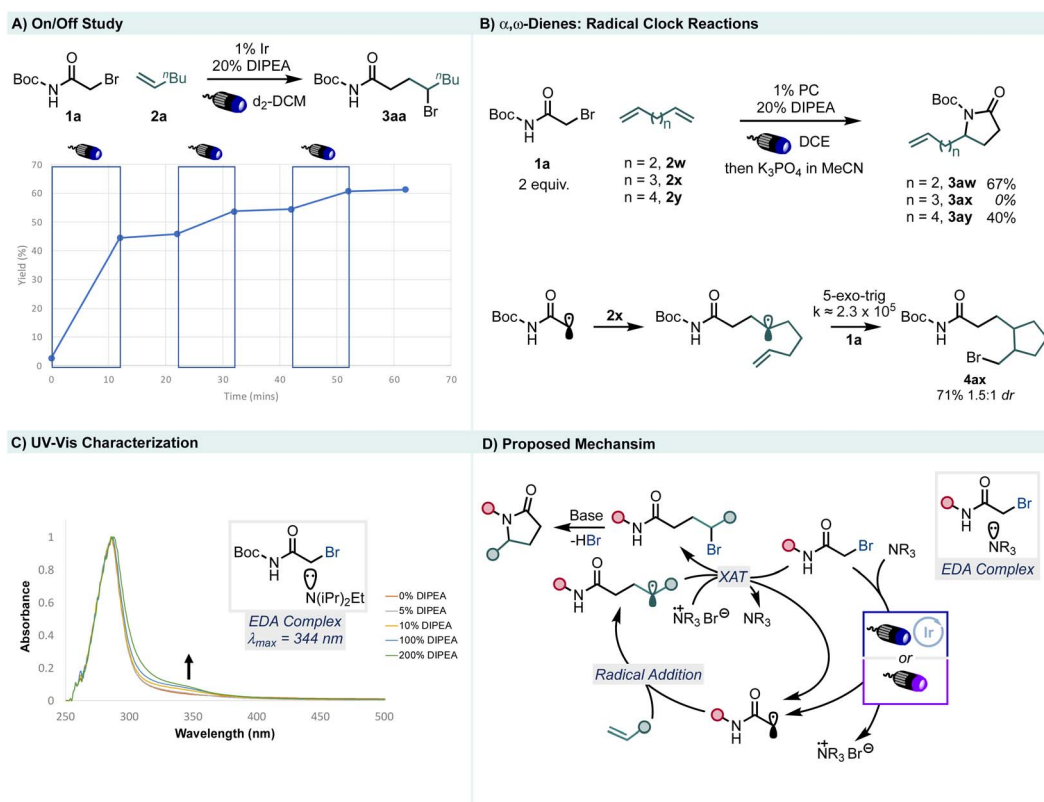 A) On/Off Study
1% Ir
20% DIPEA
d₂-DCM
Boc
N
H
O
Br
1a
ⁿBu
2a
Boc
N
H
O
ⁿBu
Br
3aa
70
60
50
40
30
20
10
0
Yield (%)
0 10 20 30 40 50 60 70
Time (mins)
B) α,ω-Dienes: Radical Clock Reactions
Boc
N
H
O
Br
1a
2 equiv.
n
n = 2, 2w
n = 3, 2x
n = 4, 2y
1% PC
20% DIPEA
DCE
then K₃PO₄ in MeCN
Boc
N
O
n
n = 2, 3aw 67%
n = 3, 3ax 0%
n = 4, 3ay 40%
Boc
N
H
O
2x
Boc
N
H
O
5-exo-trig
k ≈ 2.3 x 10⁵
1a
Boc
N
H
O
Br
4ax
71% 1.5:1 dr
C) UV-Vis Characterization
1
0.8
0.6
0.4
0.2
0
Absorbance
250 300 350 400 450 500
Wavelength (nm)
Boc
N
H
O
Br
N(iPr)₂Et
EDA Complex
λmax = 344 nm
0% DIPEA
5% DIPEA
10% DIPEA
100% DIPEA
200% DIPEA
D) Proposed Mechansim
O
N
Base
-HBr
O
N
H
Br
O
N
H
Br
NR₃
O
N
H
Br
NR₃
EDA Complex
O
N
H
XAT
NR₃ Br⊖
NR₃
Ir
or
Radical Addition
O
N
H
NR₃ Br⊖